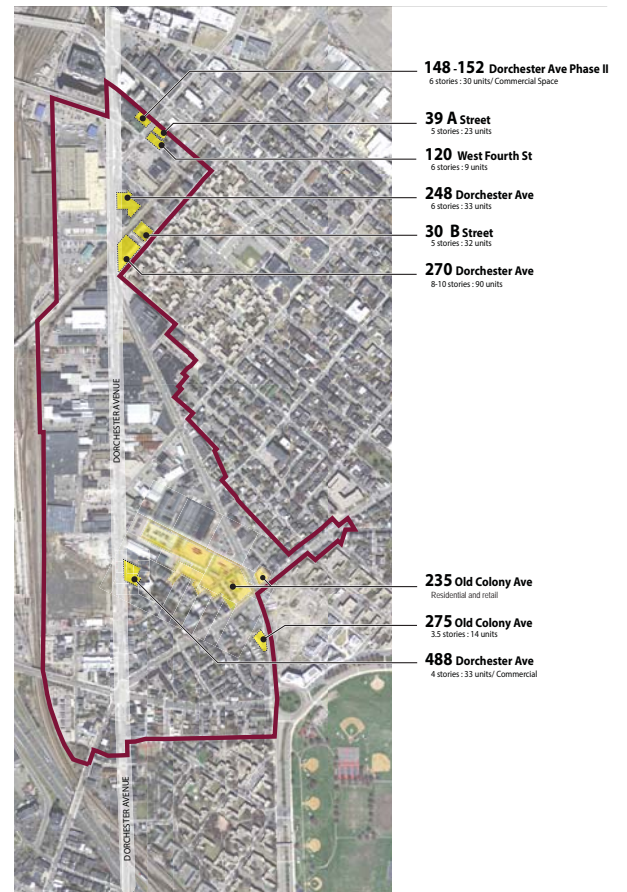 148 -152 Dorchester Ave Phase II
6 stories : 30 units/ Commercial Space
39 A Street
5 stories : 23 units
120 West Fourth St
6 stories : 9 units
248 Dorchester Ave
6 stories : 33 units
30 B Street
5 stories : 32 units
270 Dorchester Ave
8-10 stories : 90 units
DORCHESTER AVENUE
235 Old Colony Ave
Residential and retail
275 Old Colony Ave
3.5 stories : 14 units
488 Dorchester Ave
4 stories : 33 units/ Commercial
DORCHESTER AVENUE